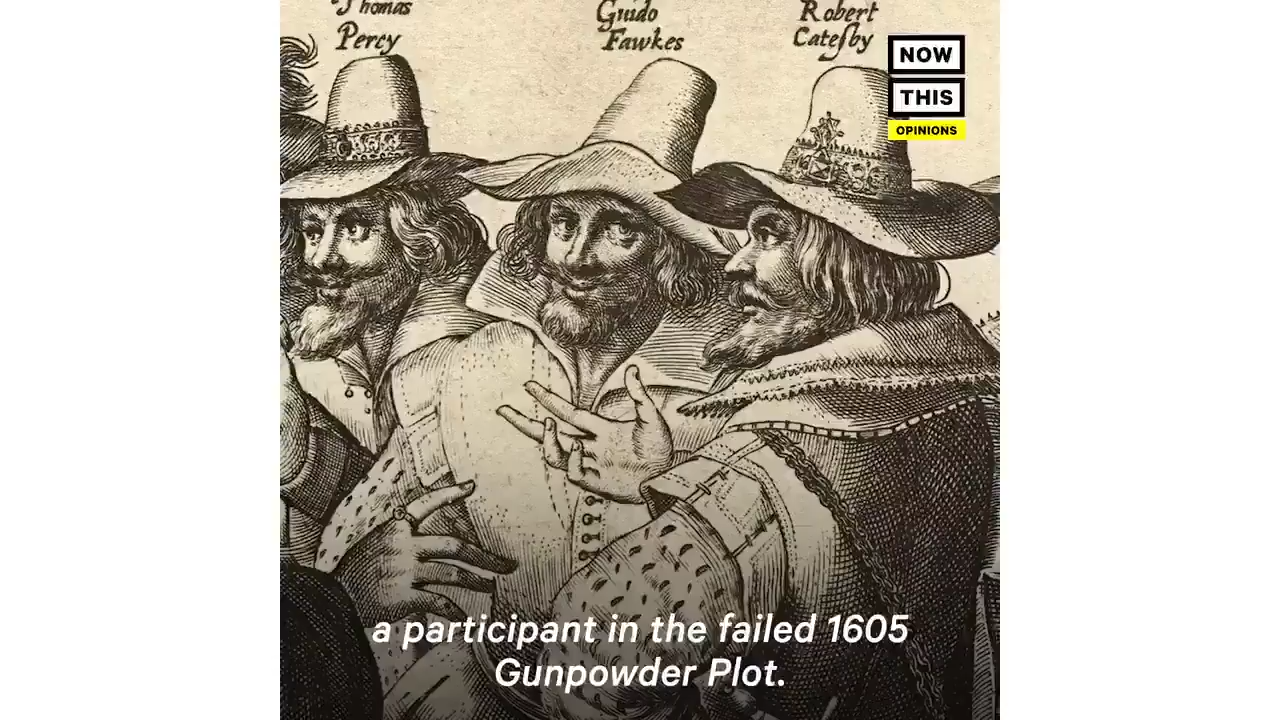 Thomas
Percy
Guido
Fawkes
Robert
Cateſby
NOW
THIS
OPINIONS
a participant in the failed 1605
Gunpowder Plot.